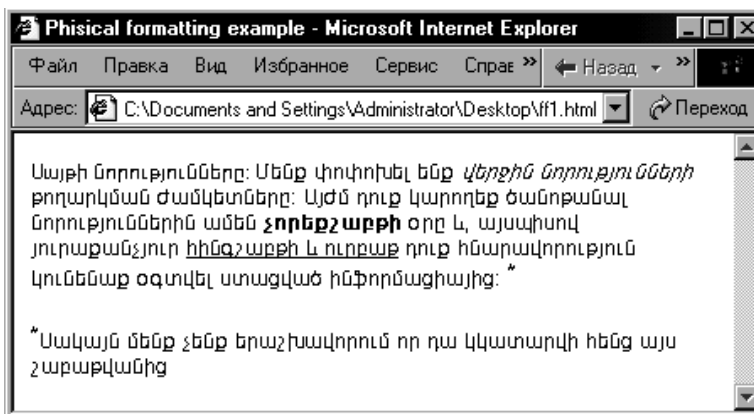 Phisical formatting example - Microsoft Internet Explorer
Файл Правка Вид Избранное Сервис Справ » Назад »
Адрес: C:\Documents and Settings\Administrator\Desktop\ff1.html Переход
Սայթի նորությունները: Մենք փոփոխել ենք վերջին նորությունների
թողարկման ժամկետները: Այժմ դուք կարողեք ծանոթանալ
նորություններին ամեն չորեքշաբթի օրը և, այսպիսով
յուրաքանչյուր հինգշաբթի և ուրբաթ դուք հնարավորություն
կունենաք օգտվել ստացված ինֆորմացիայից: *
*Սակայն մենք չենք երաշխավորում որ դա կկատարվի հենց այս
շաբաթվանից